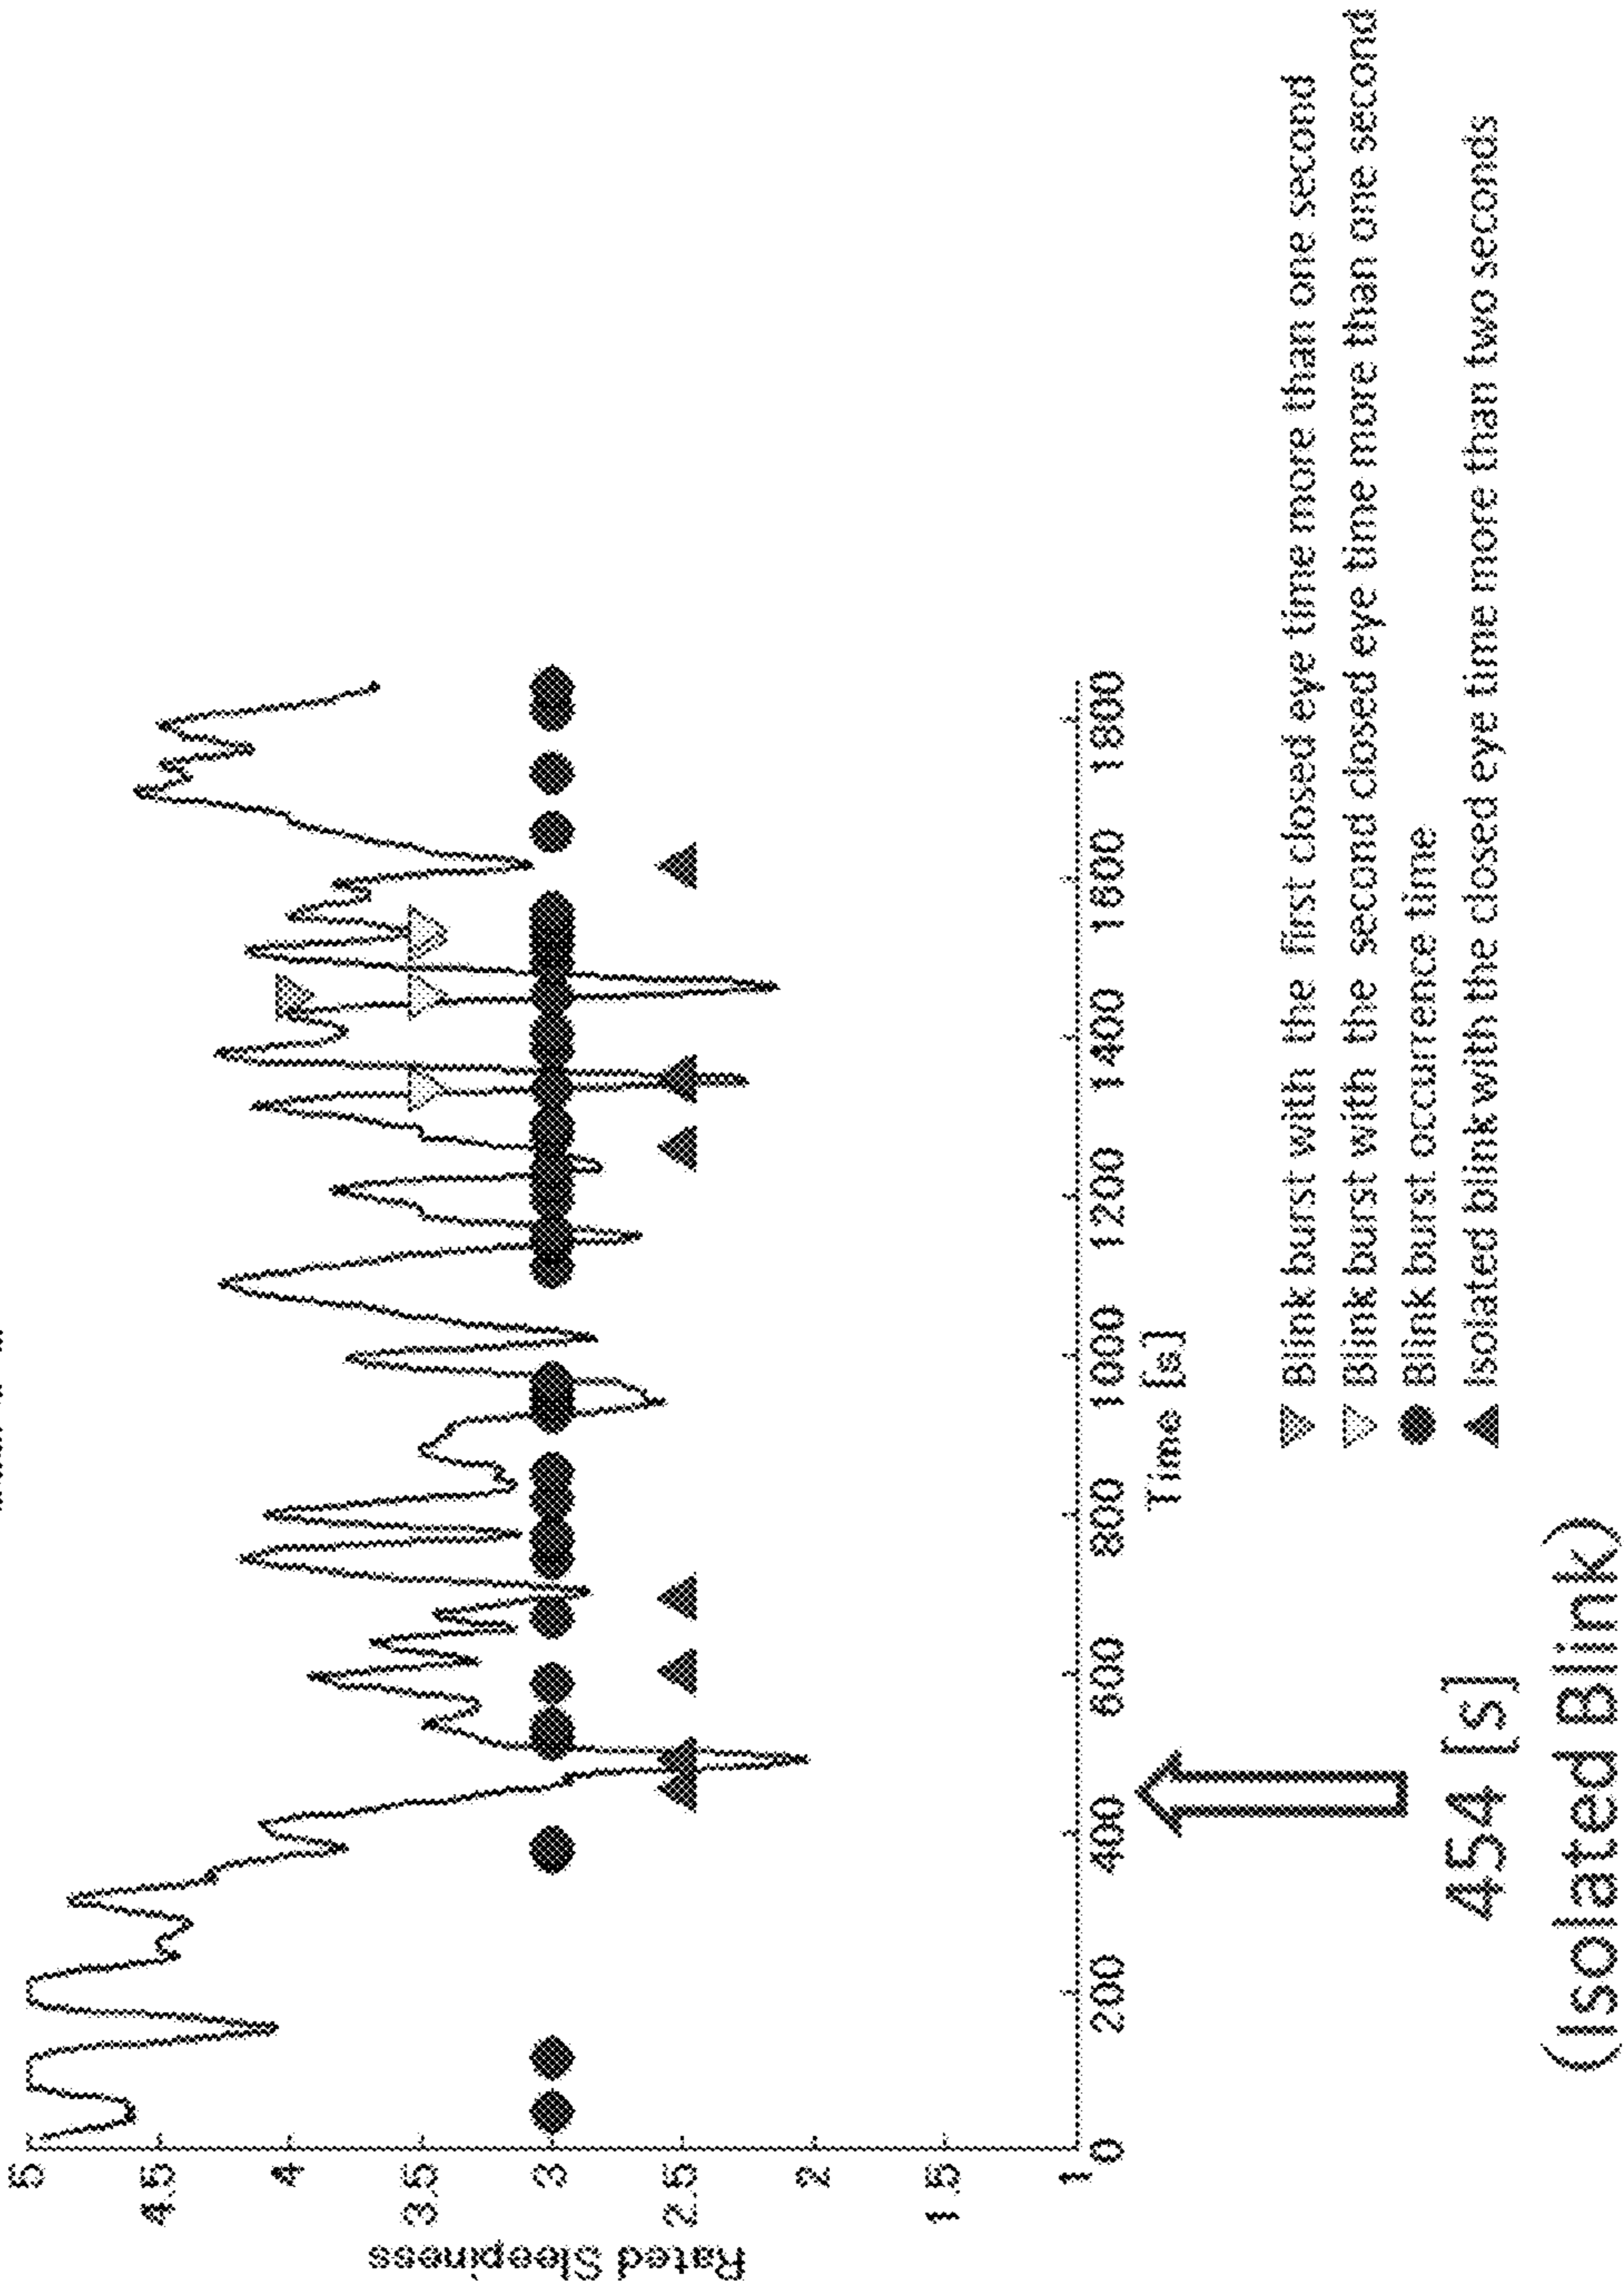 5
4.5
4
3.5
3
2.5
2
1.5
1
Rated Sleepiness
0 200 400 600 800 1000 1200 1400 1800 1800
Time [s]
454 [s]
(Isolated Blink)
Blink burst with the first closed eye time more than one second
Blink burst with the second closed eye time more than one second
Blink burst occurrence time
Isolated blink with the closed eye time more than two seconds